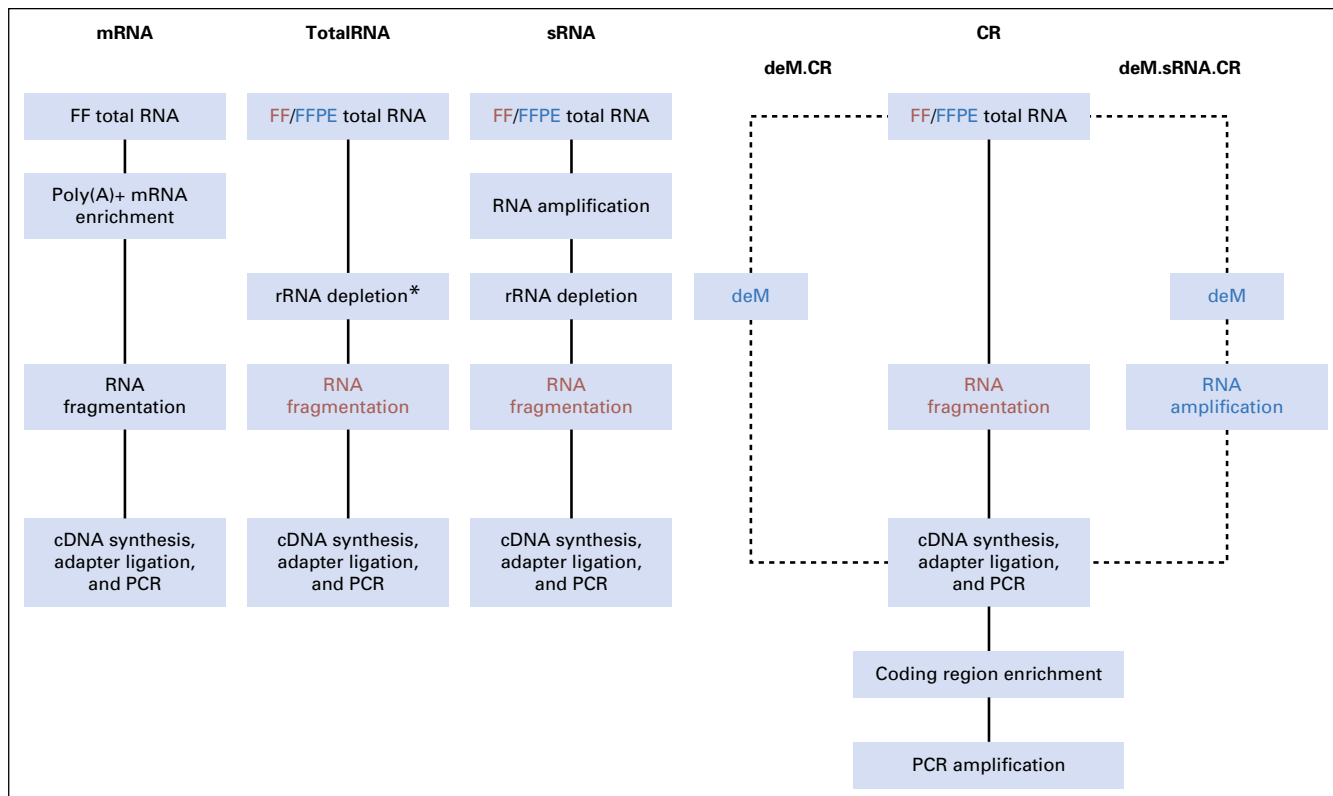 mRNA
FF total RNA
Poly(A)+ mRNA
enrichment
RNA
fragmentation
cDNA synthesis,
adapter ligation,
and PCR
TotalRNA
FF/FFPE total RNA
rRNA depletion*
RNA
fragmentation
cDNA synthesis,
adapter ligation,
and PCR
sRNA
FF/FFPE total RNA
RNA amplification
rRNA depletion
RNA
fragmentation
cDNA synthesis,
adapter ligation,
and PCR
CR
deM.CR
deM
FF/FFPE total RNA
RNA
fragmentation
cDNA synthesis,
adapter ligation,
and PCR
Coding region enrichment
PCR amplification
deM.sRNA.CR
deM
RNA
amplification